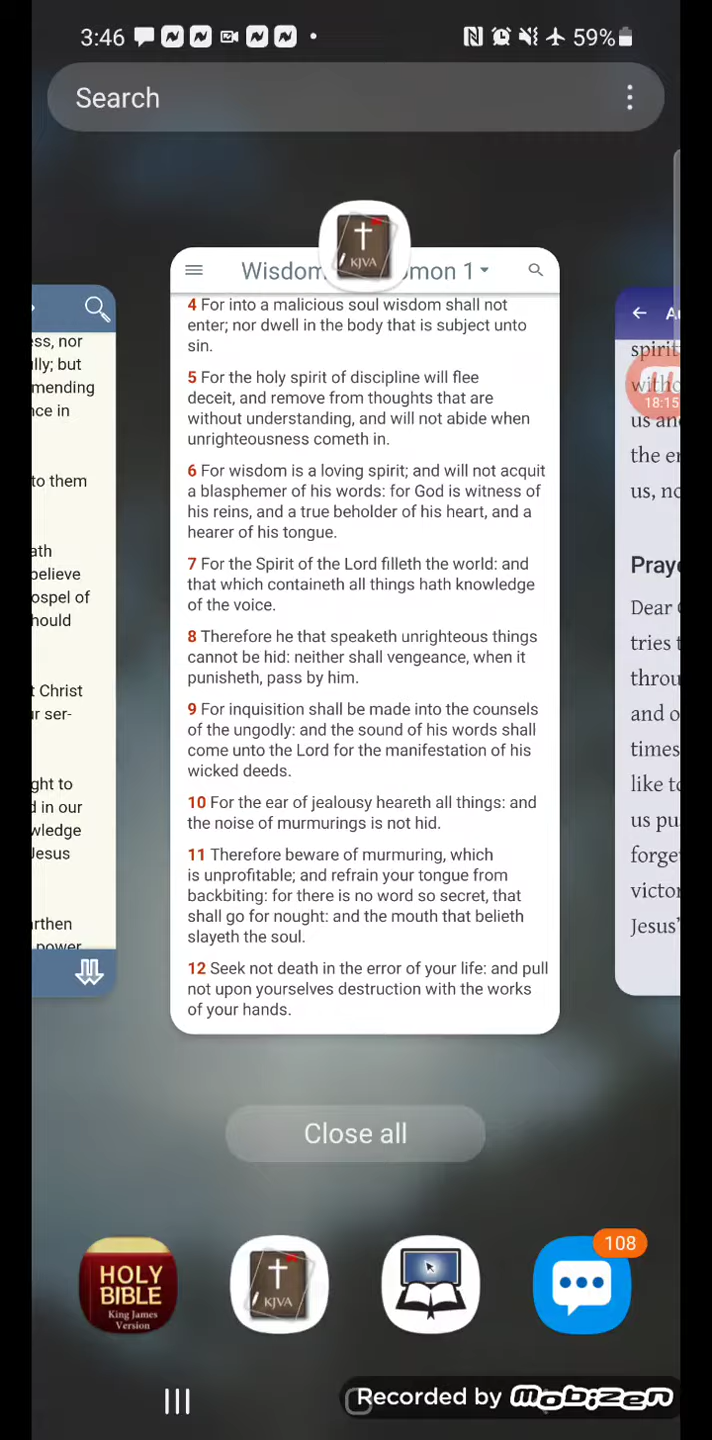 3:46
59%
Search
KJVA
Wisdom
mon 1
4 For into a malicious soul wisdom shall not
enter; nor dwell in the body that is subject unto
sin.
5 For the holy spirit of discipline will flee
deceit, and remove from thoughts that are
without understanding, and will not abide when
unrighteousness cometh in.
6 For wisdom is a loving spirit; and will not acquit
a blasphemer of his words: for God is witness of
his reins, and a true beholder of his heart, and a
hearer of his tongue.
7 For the Spirit of the Lord filleth the world: and
that which containeth all things hath knowledge
of the voice.
8 Therefore he that speaketh unrighteous things
cannot be hid: neither shall vengeance, when it
punisheth, pass by him.
9 For inquisition shall be made into the counsels
of the ungodly: and the sound of his words shall
come unto the Lord for the manifestation of his
wicked deeds.
10 For the ear of jealousy heareth all things: and
the noise of murmurings is not hid.
11 Therefore beware of murmuring, which
is unprofitable; and refrain your tongue from
backbiting: for there is no word so secret, that
shall go for nought: and the mouth that belieth
slayeth the soul.
12 Seek not death in the error of your life: and pull
not upon yourselves destruction with the works
of your hands.
ess, nor
lly; but
mending
nce in
to them
ath
believe
ospel of
hould
t Christ
ur ser-
ght to
d in our
wledge
Jesus
arthen
power
A
spirit
witho
18:15
us an
the er
us, no
Praye
Dear
tries t
throu
and o
times
like to
us pu
forge
victor
Jesus'
Close all
HOLY
BIBLE
King James
Version
KJVA
108
Recorded by mobizen